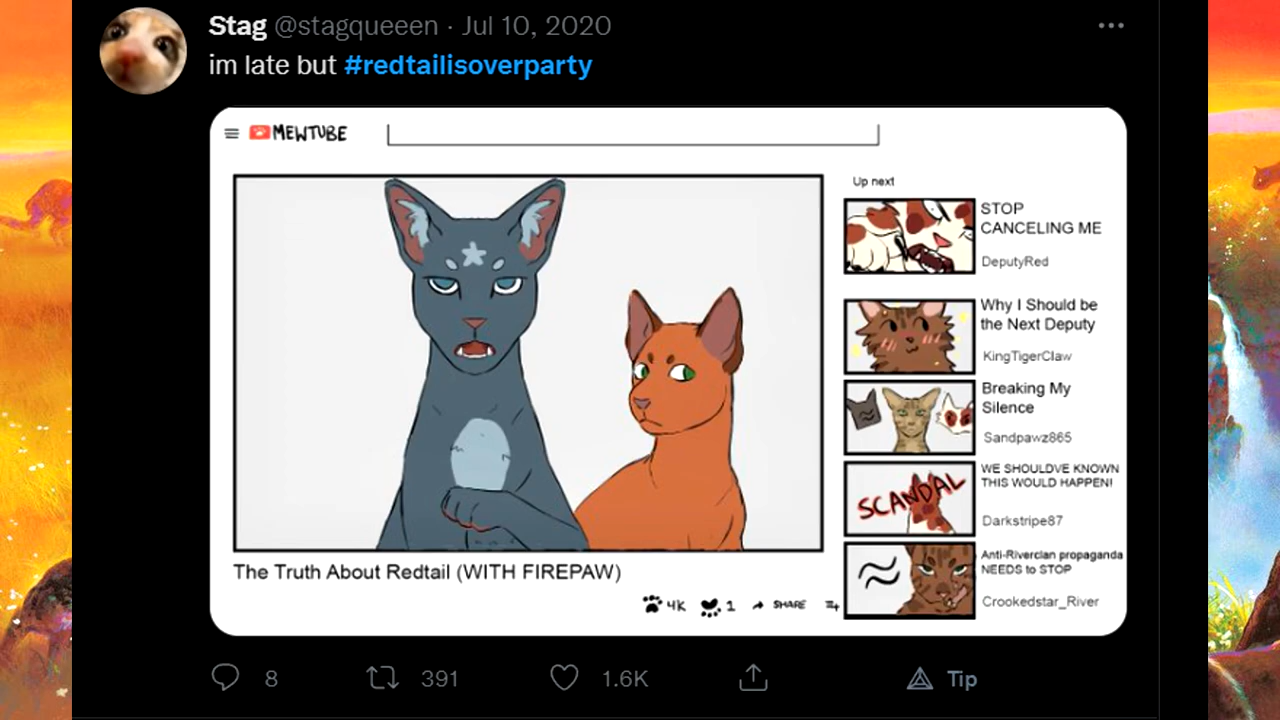 Stag @stagqueeen · Jul 10, 2020
im late but #redtailisoverparty
MEWTUBE
Up next
STOP
CANCELING ME
DeputyRed
Why I Should be
the Next Deputy
KingTigerClaw
Breaking My
Silence
Sandpawz865
SCANDAL
WE SHOULDVE KNOWN
THIS WOULD HAPPEN!
Darkstripe87
Anti-Riverclan propaganda
NEEDS to STOP
Crookedstar_River
The Truth About Redtail (WITH FIREPAW)
4K 1 SHARE
8 391 1.6K Tip